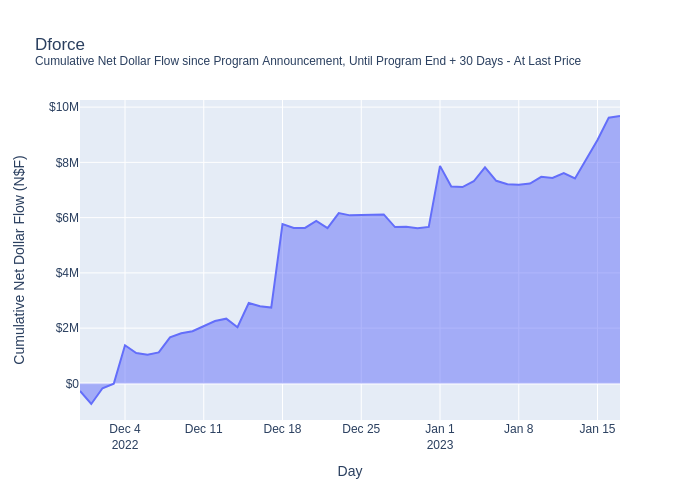 Dforce
Cumulative Net Dollar Flow since Program Announcement, Until Program End + 30 Days - At Last Price
$10M
$8M
$6M
$4M
$2M
$0
Cumulative Net Dollar Flow (N$F)
Dec 4
2022
Dec 11
Dec 18
Dec 25
Jan 1
2023
Jan 8
Jan 15
Day